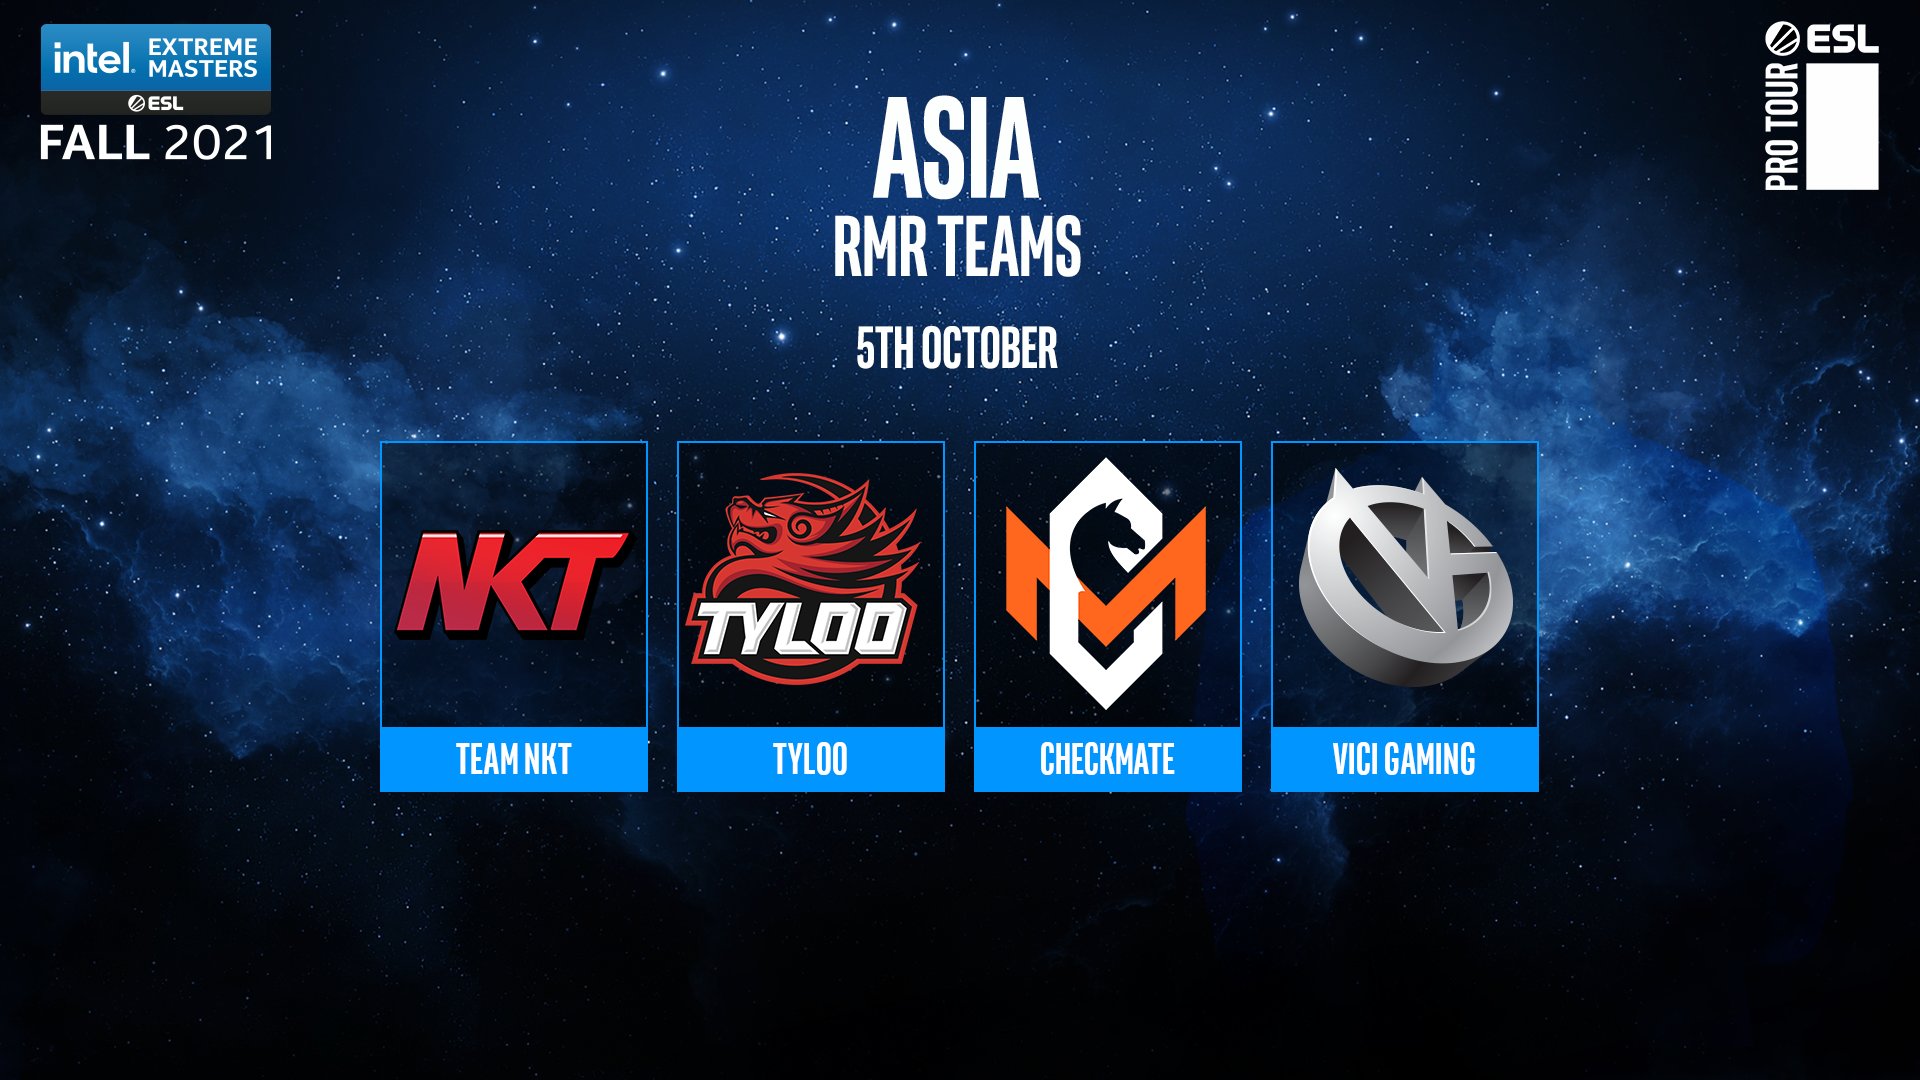 intel. EXTREME MASTERS
ESL
FALL 2021
ESL
PRO TOUR
ASIA
RMR TEAMS
5TH OCTOBER
NKT
TYLOO
VG
TEAM NKT
TYLOO
CHECKMATE
VICI GAMING